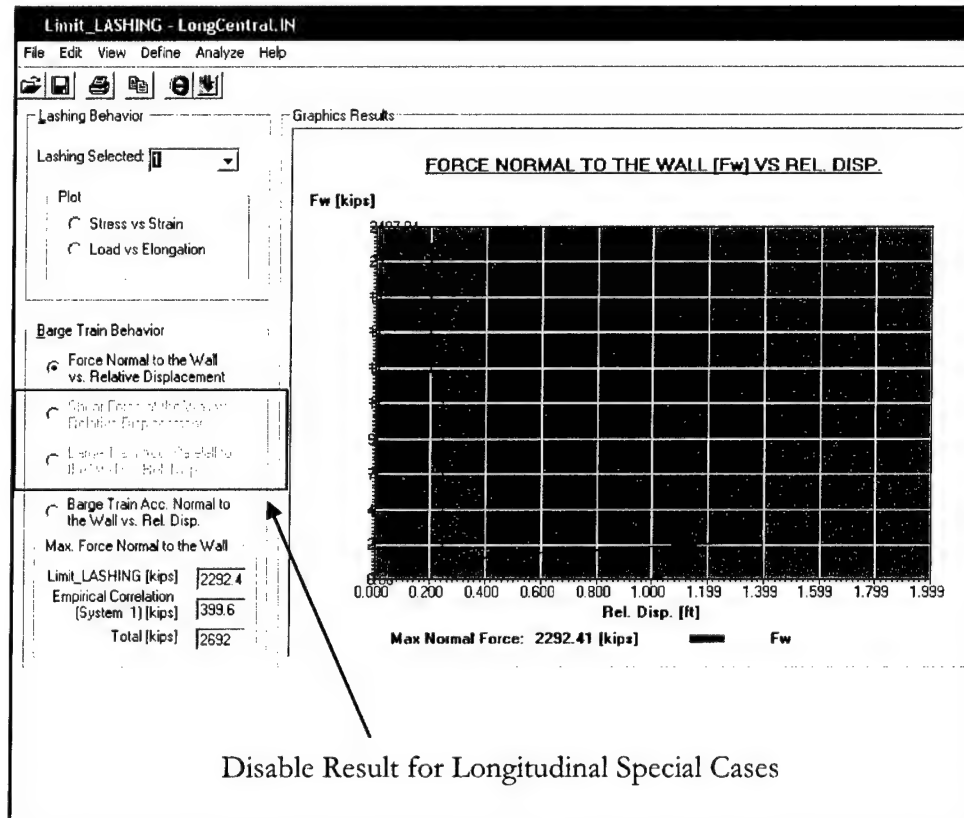 Limit_LASHING - LongCentral.IN
File Edit View Define Analyze Help
Lashing Behavior
Lashing Selected: 1
Plot
Stress vs Strain
Load vs Elongation
Barge Train Behavior
Force Normal to the Wall
vs. Relative Displacement
Barge Train Acc. Normal to
the Wall vs. Rel. Disp.
Max. Force Normal to the Wall
Limit_LASHING [kips] 2292.4
Empirical Correlation
(System 1) [kips] 399.6
Total [kips] 2692
Graphics Results
FORCE NORMAL TO THE WALL [Fw] VS REL. DISP.
Fw [kips]
0.000 0.200 0.400 0.600 0.800 1.000 1.199 1.399 1.599 1.799 1.999
Rel. Disp. [ft]
Max Normal Force: 2292.41 [kips] Fw
Disable Result for Longitudinal Special Cases